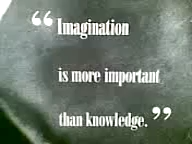 “Imagination
is more important
than knowledge.”